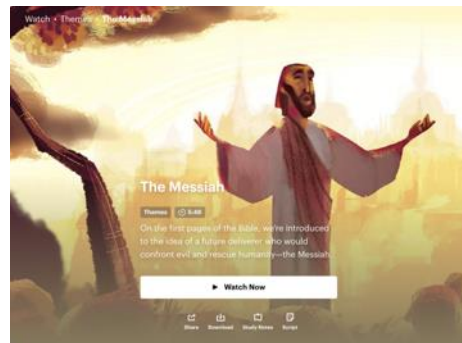 Watch • Themes • The Messiah
The Messiah
Themes 5:49
On the first pages of the Bible, we're introduced
to the idea of a future deliverer who would
confront evil and rescue humanity—the Messiah.
Watch Now
Share Download Study Notes Script